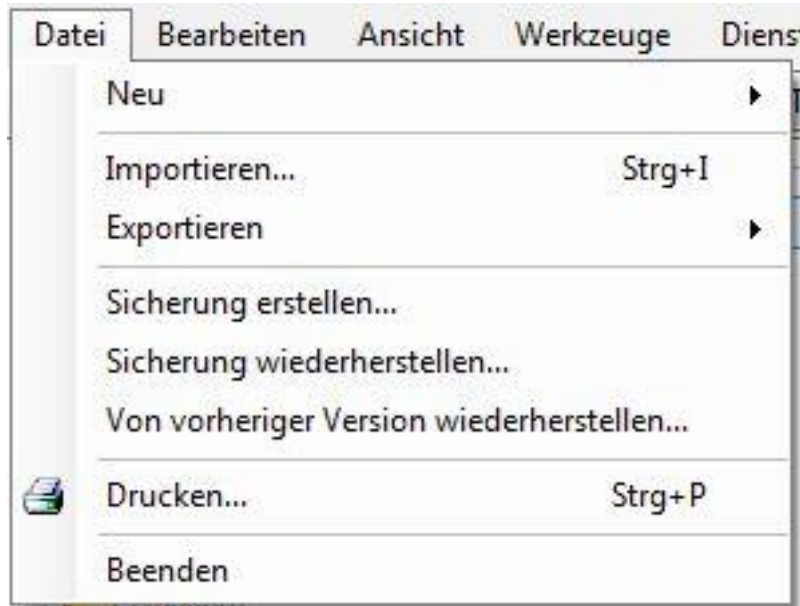 Datei Bearbeiten Ansicht Werkzeuge
Neu
Importieren... Strg+I
Exportieren
Sicherung erstellen...
Sicherung wiederherstellen...
Von vorheriger Version wiederherstellen...
Drucken... Strg+P
Beenden